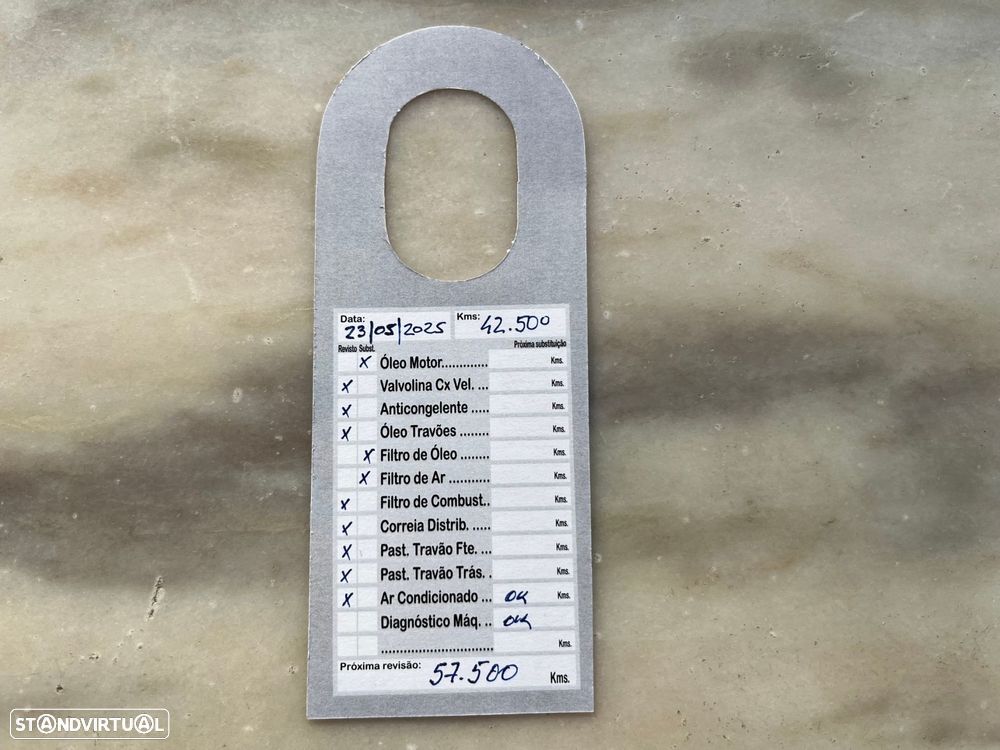 Data: 23/05/2025 Kms: 42.500
Revisto Subst. Próxima substituição
X Óleo Motor............. Kms.
X Valvolina Cx Vel. ... Kms.
X Anticongelente ..... Kms.
X Óleo Travões ........ Kms.
X Filtro de Óleo ........ Kms.
X Filtro de Ar ........... Kms.
X Filtro de Combust.. Kms.
X Correia Distrib. ..... Kms.
X Past. Travão Fte. ... Kms.
X Past. Travão Trás. . Kms.
X Ar Condicionado ... OK Kms.
Diagnóstico Máq. .. OK
............................... Kms.
Próxima revisão: 57.500 Kms.
STANDVIRTUAL